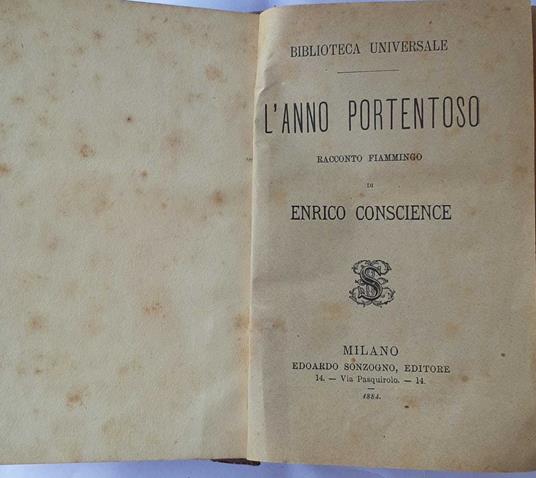 BIBLIOTECA UNIVERSALE
L'ANNO PORTENTOSO
RACCONTO FIAMMINGO
DI
ENRICO CONSCIENCE
MILANO
EDOARDO SONZOGNO, EDITORE
14. — Via Pasquirolo. — 14.
1884.